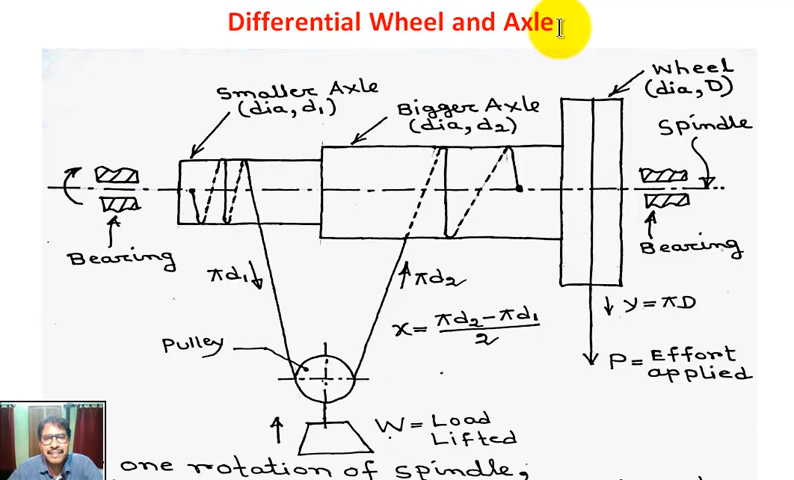 Differential Wheel and Axle
Smaller Axle
(dia, d1)
Bigger Axle
(dia, d2)
Wheel
(dia, D)
Spindle
Bearing
Bearing
πd1
πd2
y = πD
x = πd2 - πd1
2
Pulley
P = Effort
applied
W = Load
Lifted
one rotation of spindle,